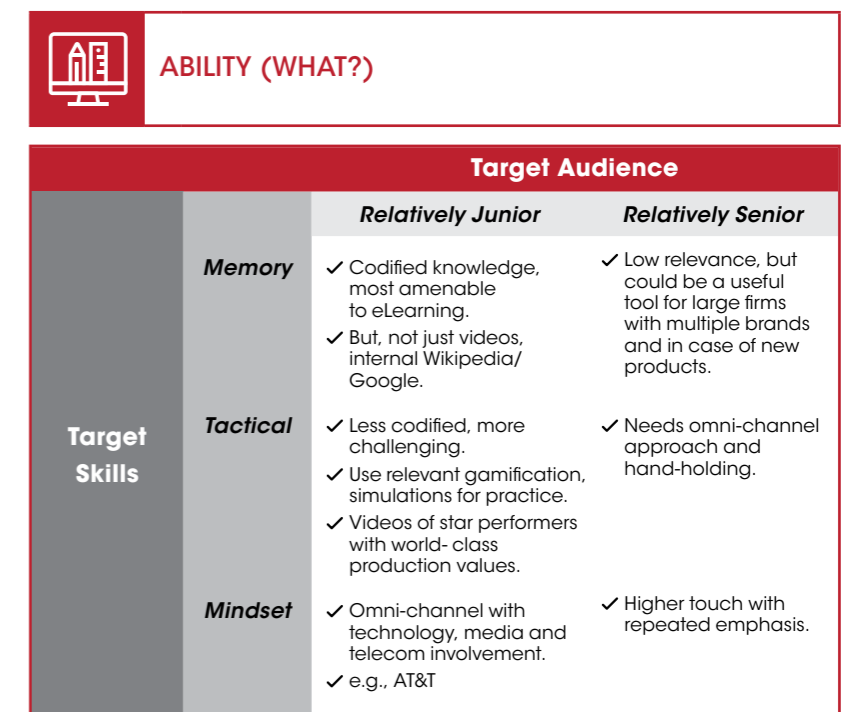 ABILITY (WHAT?)
Target Audience
Relatively Junior
Relatively Senior
Target
Skills
Memory
✓ Codified knowledge,
most amenable
to eLearning.
✓ But, not just videos,
internal Wikipedia/
Google.
✓ Low relevance, but
could be a useful
tool for large firms
with multiple brands
and in case of new
products.
Tactical
✓ Less codified, more
challenging.
✓ Use relevant gamification,
simulations for practice.
✓ Videos of star performers
with world- class
production values.
✓ Needs omni-channel
approach and
hand-holding.
Mindset
✓ Omni-channel with
technology, media and
telecom involvement.
✓ e.g., AT&T
✓ Higher touch with
repeated emphasis.